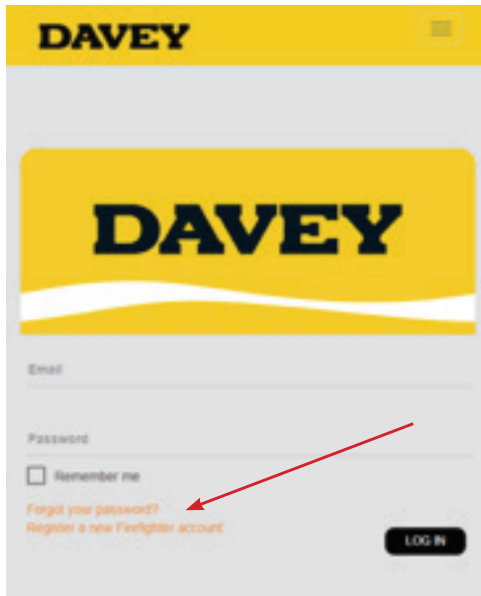 DAVEY
DAVEY
Email
Password
Remember me
Forgot your password?
Register a new Firefighter account
LOG IN